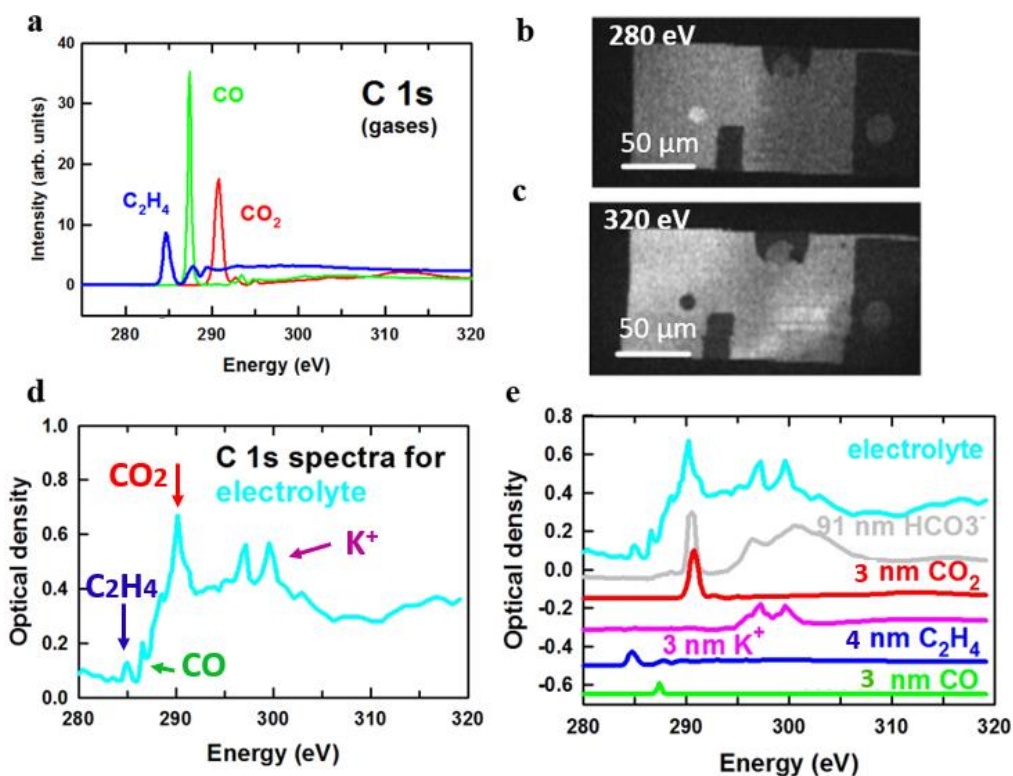 a
40
30
20
10
0
Intensity (arb. units)
C 1s
(gases)
CO
C₂H₄
CO₂
280 290 300 310 320
Energy (eV)
b
280 eV
50 µm
c
320 eV
50 µm
d
1.0
0.8
0.6
0.4
0.2
0.0
Optical density
C 1s spectra for
electrolyte
CO2
K⁺
C2H4
CO
280 290 300 310 320
Energy (eV)
e
0.8
0.6
0.4
0.2
0.0
-0.2
-0.4
-0.6
Optical density
electrolyte
91 nm HCO3⁻
3 nm CO₂
3 nm K⁺
4 nm C₂H₄
3 nm CO
280 290 300 310 320
Energy (eV)